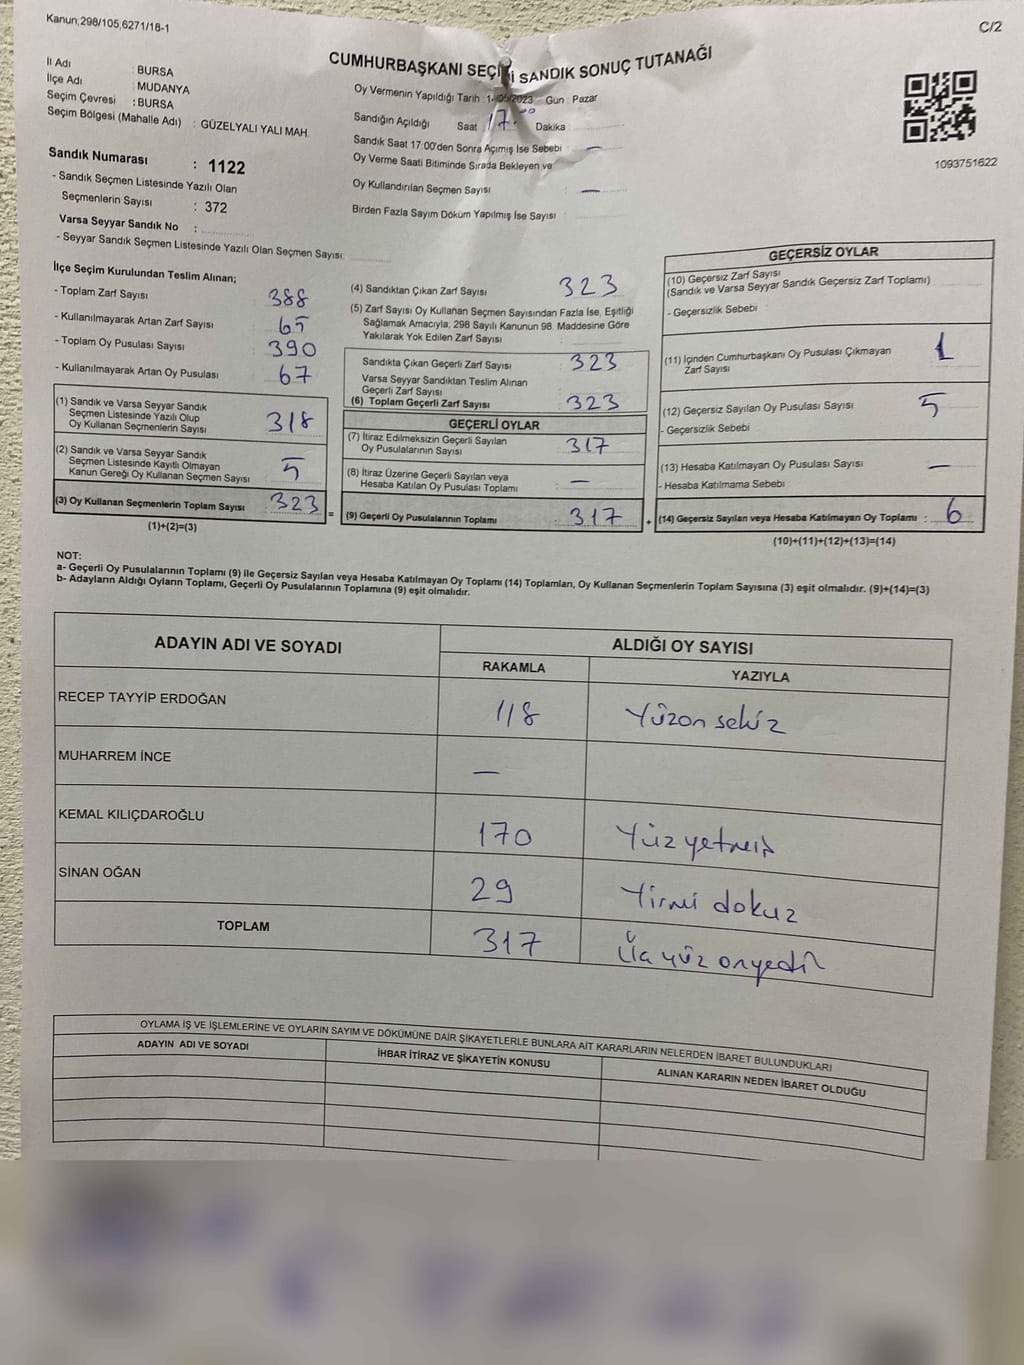 Kanun,298/105,6271/18-1
C/2
CUMHURBAŞKANI SEÇİMİ SANDIK SONUÇ TUTANAĞI
İl Adı : BURSA
İlçe Adı : MUDANYA
Seçim Çevresi : BURSA
Seçim Bölgesi (Mahalle Adı) : GÜZELYALI YALI MAH.
Oy Vermenin Yapıldığı Tarih : 14/05/2023 Gün : Pazar
Sandığın Açıldığı Saat 17.00 Dakika
Sandık Saat 17:00'den Sonra Açımış İse Sebebi : —
Oy Verme Saati Bitiminde Sırada Bekleyen ve
Oy Kullandırılan Seçmen Sayısı : —
Birden Fazla Sayım Döküm Yapılmış İse Sayısı :
1093751622
Sandık Numarası : 1122
- Sandık Seçmen Listesinde Yazılı Olan
Seçmenlerin Sayısı : 372
Varsa Seyyar Sandık No :
- Seyyar Sandık Seçmen Listesinde Yazılı Olan Seçmen Sayısı:
İlçe Seçim Kurulundan Teslim Alınan;
- Toplam Zarf Sayısı 388
- Kullanılmayarak Artan Zarf Sayısı 65
- Toplam Oy Pusulası Sayısı 390
- Kullanılmayarak Artan Oy Pusulası 67
(1) Sandık ve Varsa Seyyar Sandık
Seçmen Listesinde Yazılı Olup
Oy Kullanan Seçmenlerin Sayısı 318
(2) Sandık ve Varsa Seyyar Sandık
Seçmen Listesinde Kayıtlı Olmayan
Kanun Gereği Oy Kullanan Seçmen Sayısı 5
(3) Oy Kullanan Seçmenlerin Toplam Sayısı 323 =
(1)+(2)=(3)
(4) Sandıktan Çıkan Zarf Sayısı 323
(5) Zarf Sayısı Oy Kullanan Seçmen Sayısından Fazla İse, Eşitliği
Sağlamak Amacıyla, 298 Sayılı Kanunun 98 Maddesine Göre
Yakılarak Yok Edilen Zarf Sayısı :
Sandıkta Çıkan Geçerli Zarf Sayısı : 323
Varsa Seyyar Sandıktan Teslim Alınan
Geçerli Zarf Sayısı :
(6) Toplam Geçerli Zarf Sayısı : 323
GEÇERLİ OYLAR
(7) İtiraz Edilmeksizin Geçerli Sayılan
Oy Pusulalarının Sayısı : 317
(8) İtiraz Üzerine Geçerli Sayılan veya
Hesaba Katılan Oy Pusulası Toplamı : —
(9) Geçerli Oy Pusulalarının Toplamı : 317 +
GEÇERSİZ OYLAR
(10) Geçersiz Zarf Sayısı
(Sandık ve Varsa Seyyar Sandık Geçersiz Zarf Toplamı) :
- Geçersizlik Sebebi :
(11) İçinden Cumhurbaşkanı Oy Pusulası Çıkmayan
Zarf Sayısı : 1
(12) Geçersiz Sayılan Oy Pusulası Sayısı : 5
- Geçersizlik Sebebi :
(13) Hesaba Katılmayan Oy Pusulası Sayısı : —
- Hesaba Katılmama Sebebi :
(14) Geçersiz Sayılan veya Hesaba Katılmayan Oy Toplamı : 6
(10)+(11)+(12)+(13)=(14)
NOT:
a- Geçerli Oy Pusulalarının Toplamı (9) ile Geçersiz Sayılan veya Hesaba Katılmayan Oy Toplamı (14) Toplamları, Oy Kullanan Seçmenlerin Toplam Sayısına (3) eşit olmalıdır. (9)+(14)=(3)
b- Adayların Aldığı Oyların Toplamı, Geçerli Oy Pusulalarının Toplamına (9) eşit olmalıdır.
ADAYIN ADI VE SOYADI
ALDIĞI OY SAYISI
RAKAMLA YAZIYLA
RECEP TAYYİP ERDOĞAN 118 Yüzon sekiz
MUHARREM İNCE —
KEMAL KILIÇDAROĞLU 170 Yüz yetmiş
SİNAN OĞAN 29 Yirmi dokuz
TOPLAM 317 Üç yüz onyedi
OYLAMA İŞ VE İŞLEMLERİNE VE OYLARIN SAYIM VE DÖKÜMÜNE DAİR ŞİKAYETLERLE BUNLARA AİT KARARLARIN NELERDEN İBARET BULUNDUKLARI
ADAYIN ADI VE SOYADI
İHBAR İTİRAZ VE ŞİKAYETİN KONUSU
ALINAN KARARIN NEDEN İBARET OLDUĞU